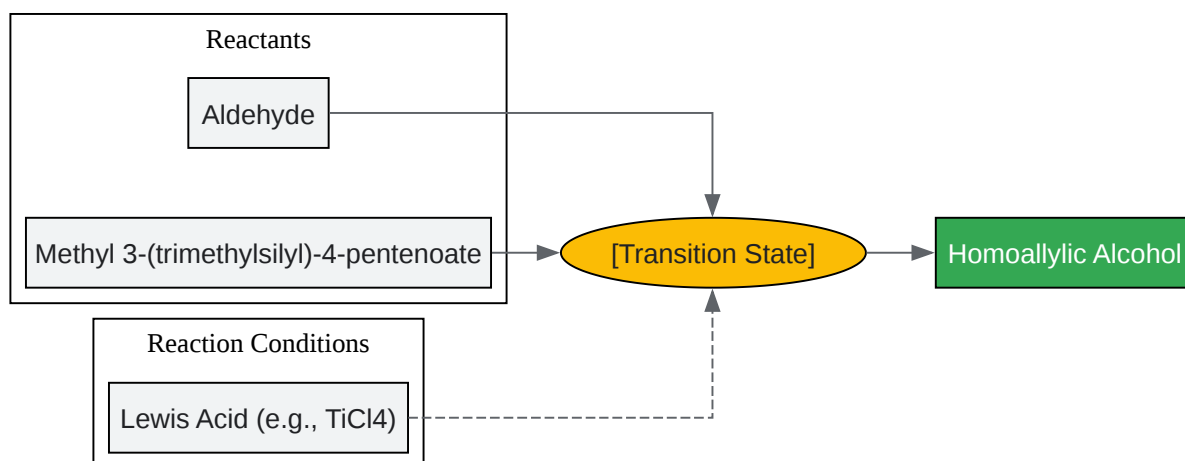 Reactants
Aldehyde
Methyl 3-(trimethylsilyl)-4-pentenoate
[Transition State]
Homoallylic Alcohol
Reaction Conditions
Lewis Acid (e.g., TiCl4)